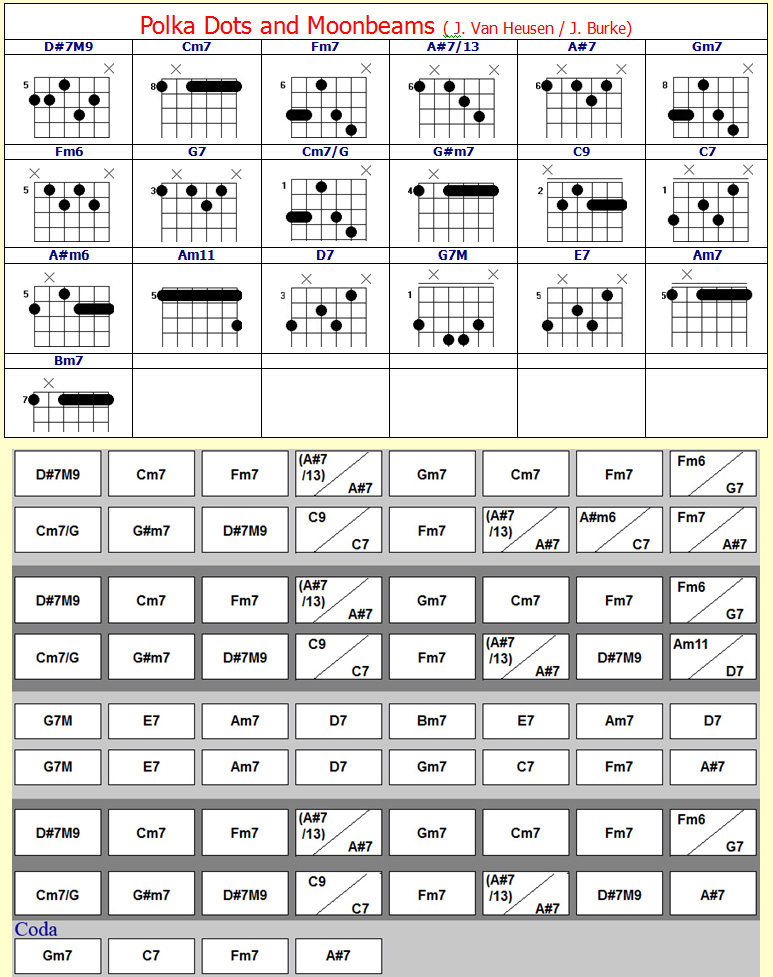 Polka Dots and Moonbeams ( J. Van Heusen / J. Burke)
D#7M9 Cm7 Fm7 A#7/13 A#7 Gm7
5 8 6 6 6 8
Fm6 G7 Cm7/G G#m7 C9 C7
5 3 1 4 2 1
A#m6 Am11 D7 G7M E7 Am7
5 5 3 1 5 5
Bm7
7
D#7M9 Cm7 Fm7 (A#7 /13) A#7 Gm7 Cm7 Fm7 Fm6 G7
Cm7/G G#m7 D#7M9 C9 C7 Fm7 (A#7 /13) A#7 A#m6 C7 Fm7 A#7
D#7M9 Cm7 Fm7 (A#7 /13) A#7 Gm7 Cm7 Fm7 Fm6 G7
Cm7/G G#m7 D#7M9 C9 C7 Fm7 (A#7 /13) A#7 D#7M9 Am11 D7
G7M E7 Am7 D7 Bm7 E7 Am7 D7
G7M E7 Am7 D7 Gm7 C7 Fm7 A#7
D#7M9 Cm7 Fm7 (A#7 /13) A#7 Gm7 Cm7 Fm7 Fm6 G7
Cm7/G G#m7 D#7M9 C9 C7 Fm7 (A#7 /13) A#7 D#7M9 A#7
Coda
Gm7 C7 Fm7 A#7